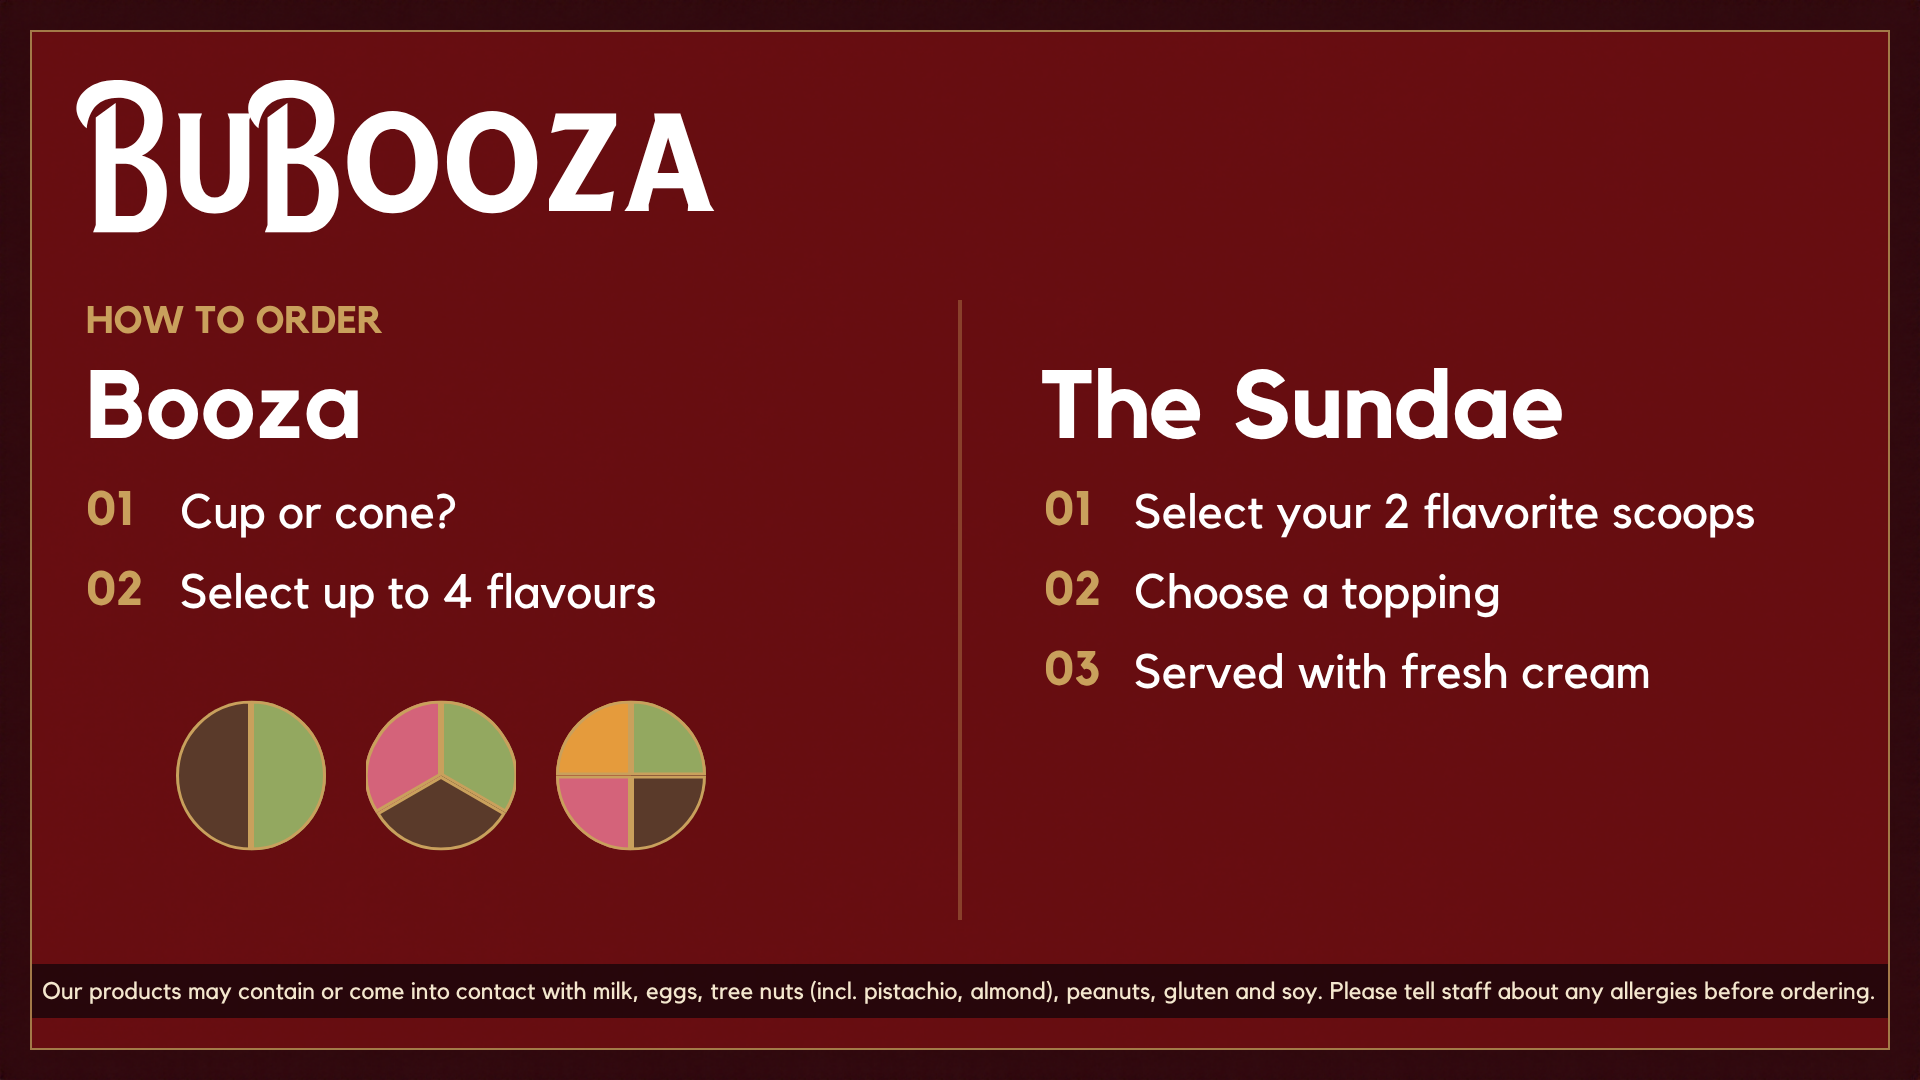 BUBOOZA
HOW TO ORDER
Booza
01 Cup or cone?
02 Select up to 4 flavours
The Sundae
01 Select your 2 flavorite scoops
02 Choose a topping
03 Served with fresh cream
Our products may contain or come into contact with milk, eggs, tree nuts (incl. pistachio, almond), peanuts, gluten and soy. Please tell staff about any allergies before ordering.